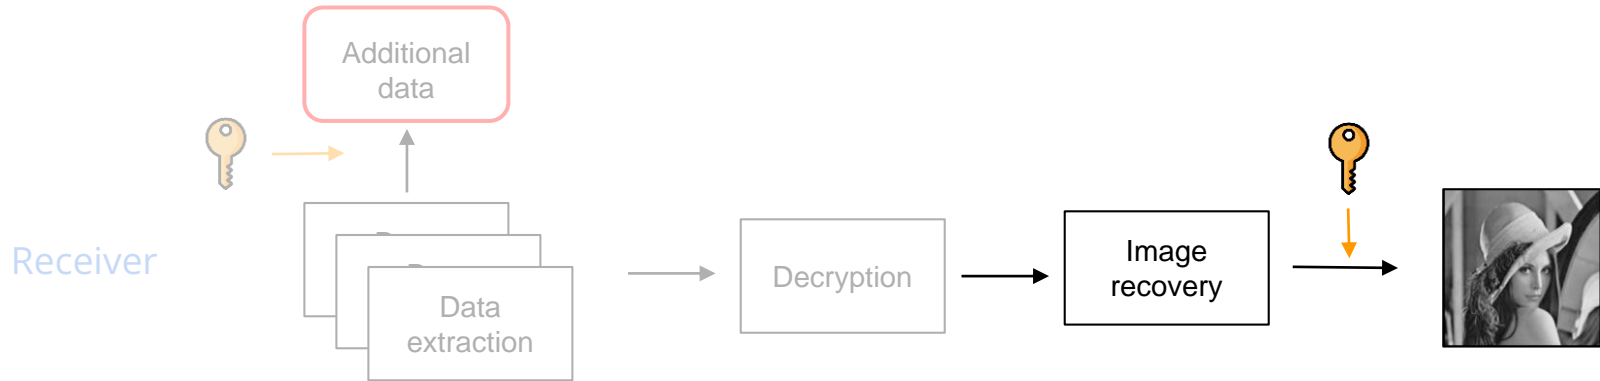 Additional
data
Receiver
Data
extraction
Decryption
Image
recovery